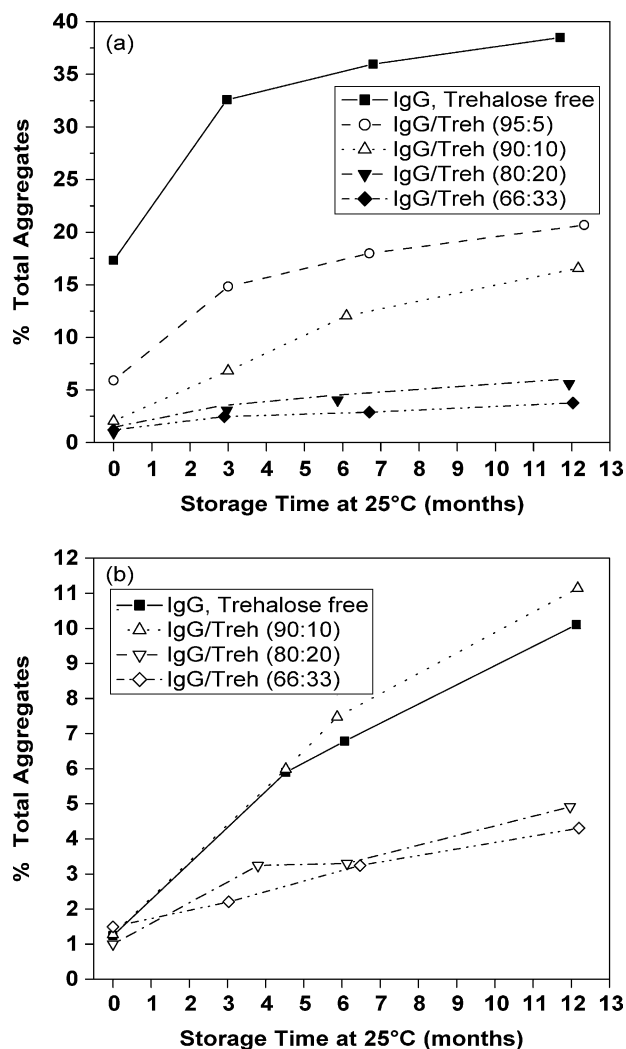 (a)
40
35
30
25
20
15
10
5
0
% Total Aggregates
IgG, Trehalose free
IgG/Treh (95:5)
IgG/Treh (90:10)
IgG/Treh (80:20)
IgG/Treh (66:33)
0 1 2 3 4 5 6 7 8 9 10 11 12 13
Storage Time at 25°C (months)
(b)
12
11
10
9
8
7
6
5
4
3
2
1
0
% Total Aggregates
IgG, Trehalose free
IgG/Treh (90:10)
IgG/Treh (80:20)
IgG/Treh (66:33)
0 1 2 3 4 5 6 7 8 9 10 11 12 13
Storage Time at 25°C (months)